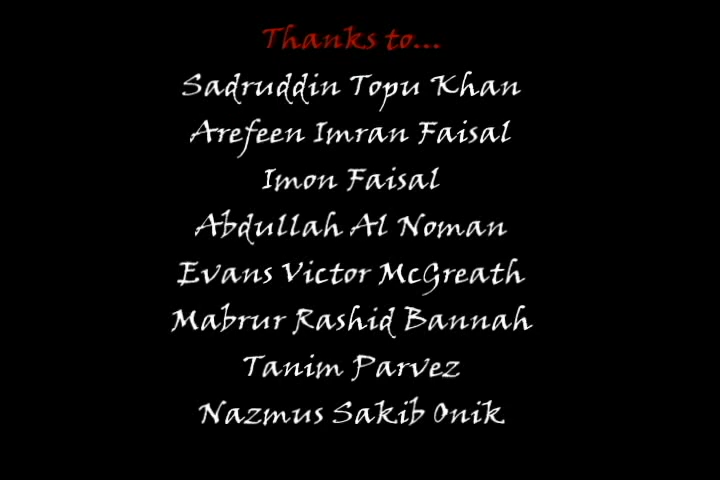 Thanks to...
Sadruddin Topu Khan
Arefeen Imran Faisal
Imon Faisal
Abdullah Al Noman
Evans Victor McGreath
Mabrur Rashid Bannah
Tanim Parvez
Nazmus Sakib Onik